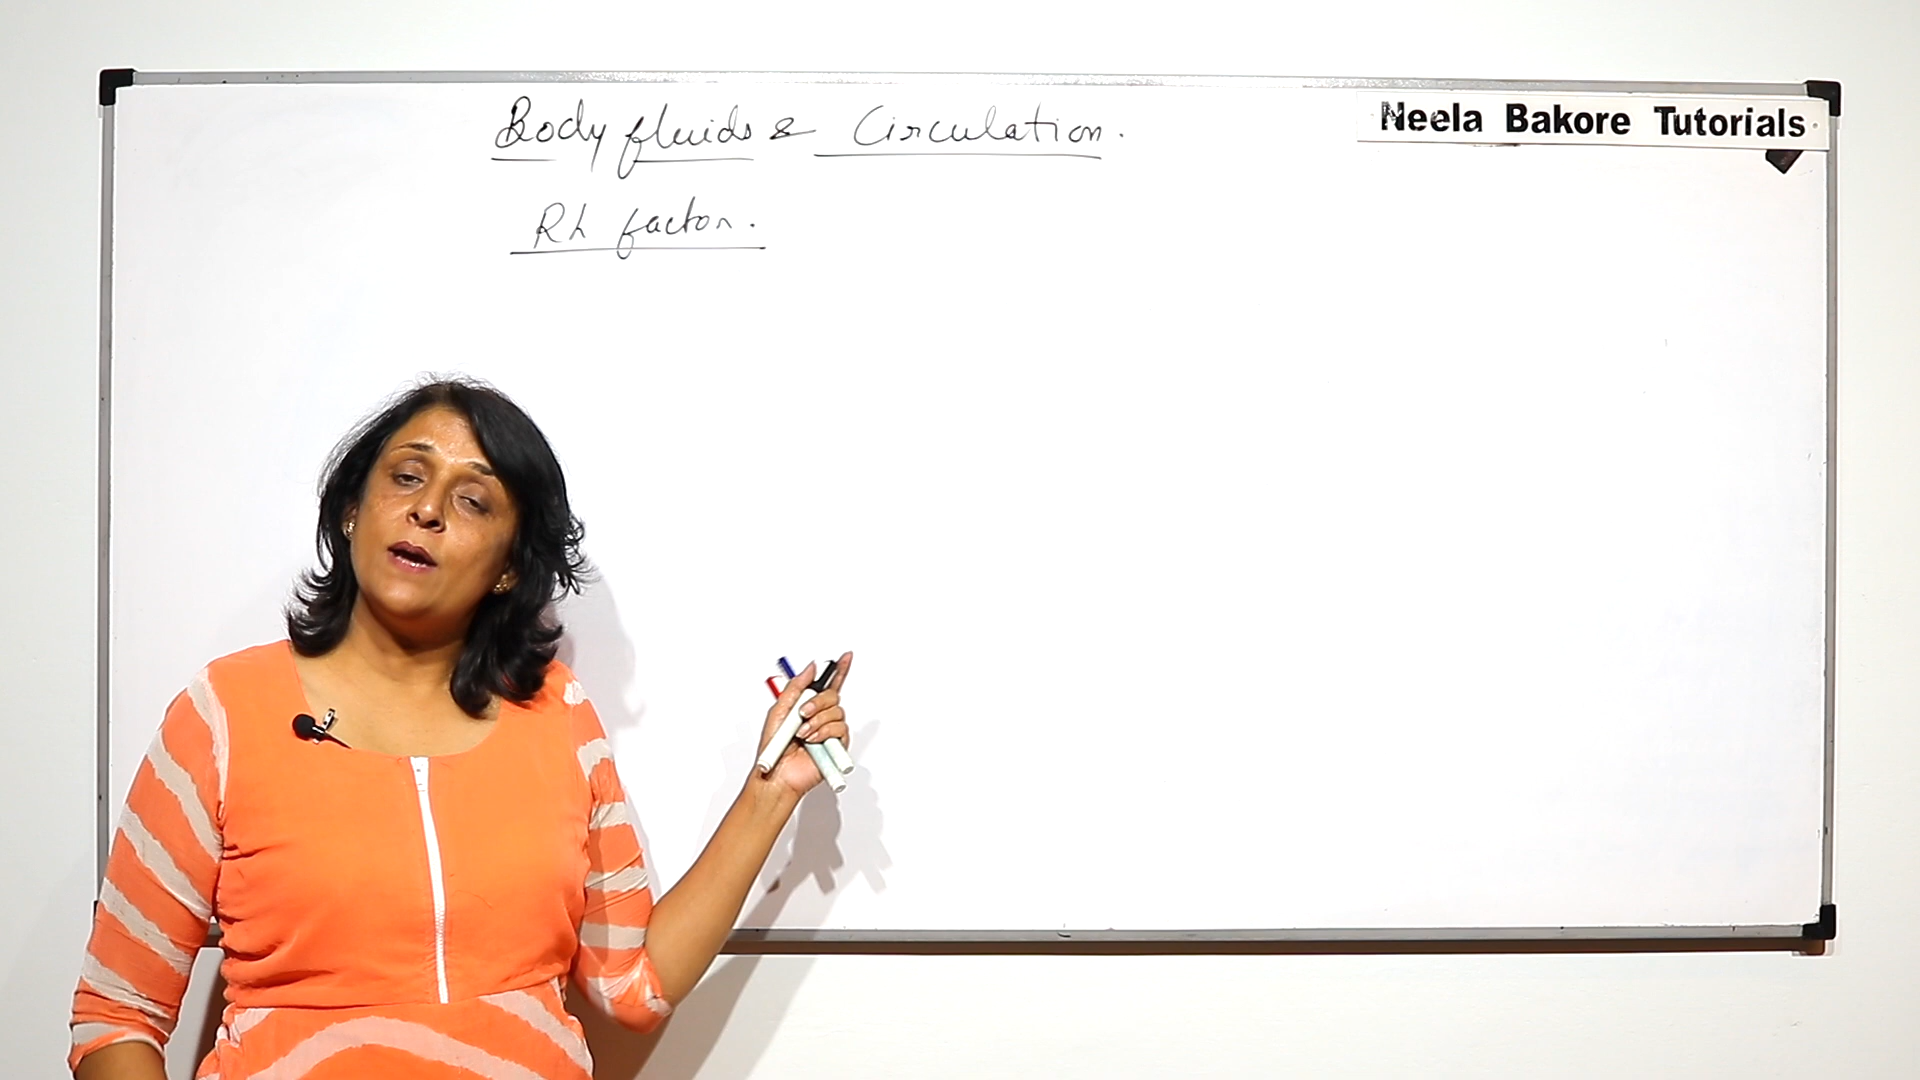 Body fluids & Circulation.
Neela Bakore Tutorials
Rh factor.